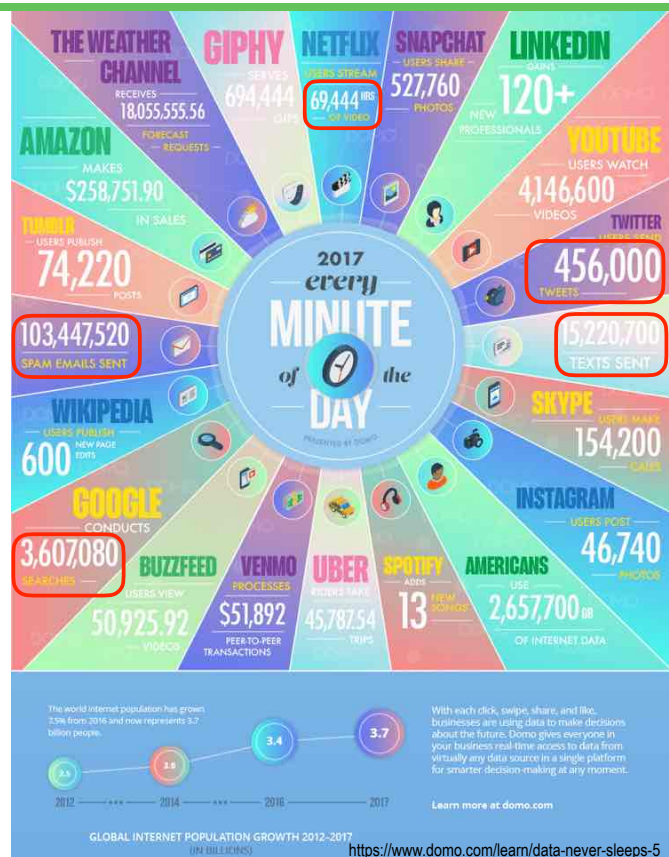 THE WEATHER
CHANNEL
RECEIVES
18,055,555.56
FORECAST
REQUESTS
GIPHY
SERVES
694,444
GIFS
NETFLIX
USERS STREAM
69,444 HRS
OF VIDEO
SNAPCHAT
USERS SHARE
527,760
PHOTOS
LINKEDIN
GAINS
120+
NEW
PROFESSIONALS
YOUTUBE
USERS WATCH
4,146,600
VIDEOS
TWITTER
USERS SEND
456,000
TWEETS
15,220,700
TEXTS SENT
SKYPE
USERS MAKE
154,200
CALLS
INSTAGRAM
USERS POST
46,740
PHOTOS
AMERICANS
USE
2,657,700 GB
OF INTERNET DATA
SPOTIFY
ADDS
13 NEW
SONGS
UBER
RIDERS TAKE
45,787.54
TRIPS
VENMO
PROCESSES
$51,892
PEER-TO-PEER
TRANSACTIONS
BUZZFEED
USERS VIEW
50,925.92
VIDEOS
GOOGLE
CONDUCTS
3,607,080
SEARCHES
WIKIPEDIA
USERS PUBLISH
600 NEW PAGE
EDITS
103,447,520
SPAM EMAILS SENT
TUMBLR
USERS PUBLISH
74,220
POSTS
AMAZON
MAKES
$258,751.90
IN SALES
2017
every
MINUTE
of the
DAY
PRESENTED BY DOMO
The world internet population has grown
7.5% from 2016 and now represents 3.7
billion people.
2.5
3.0
3.4
3.7
2012
2014
2016
2017
GLOBAL INTERNET POPULATION GROWTH 2012–2017
(IN BILLIONS)
With each click, swipe, share, and like,
businesses are using data to make decisions
about the future. Domo gives everyone in
your business real-time access to data from
virtually any data source in a single platform
for smarter decision-making at any moment.
Learn more at domo.com
https://www.domo.com/learn/data-never-sleeps-5